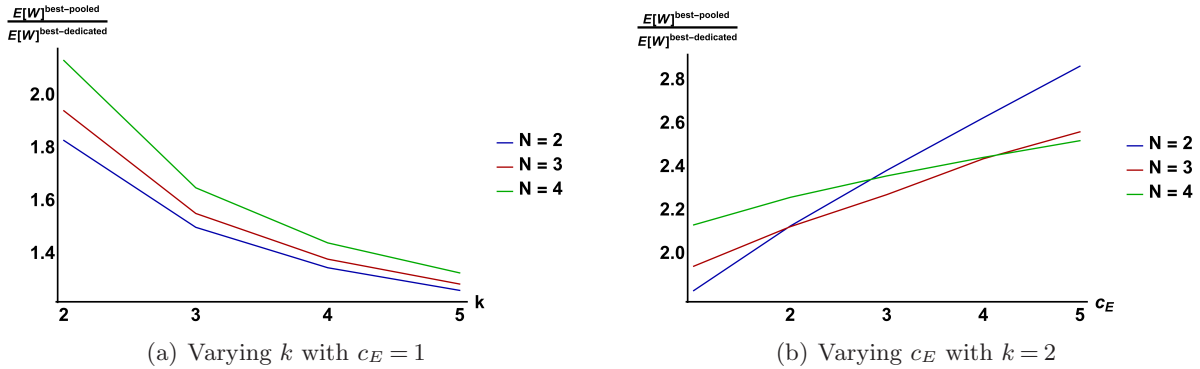 E[W]^best–pooled
E[W]^best–dedicated
2.0
1.8
1.6
1.4
2 3 4 5 k
N = 2
N = 3
N = 4
(a) Varying k with c_E = 1
E[W]^best–pooled
E[W]^best–dedicated
2.8
2.6
2.4
2.2
2.0
2 3 4 5 c_E
N = 2
N = 3
N = 4
(b) Varying c_E with k = 2